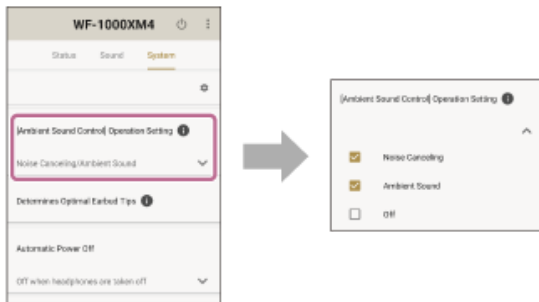 WF-1000XM4
Status Sound System
[Ambient Sound Control] Operation Setting
Noise Canceling/Ambient Sound
Determines Optimal Earbud Tips
Automatic Power Off
Off when headphones are taken off
[Ambient Sound Control] Operation Setting
Noise Canceling
Ambient Sound
Off